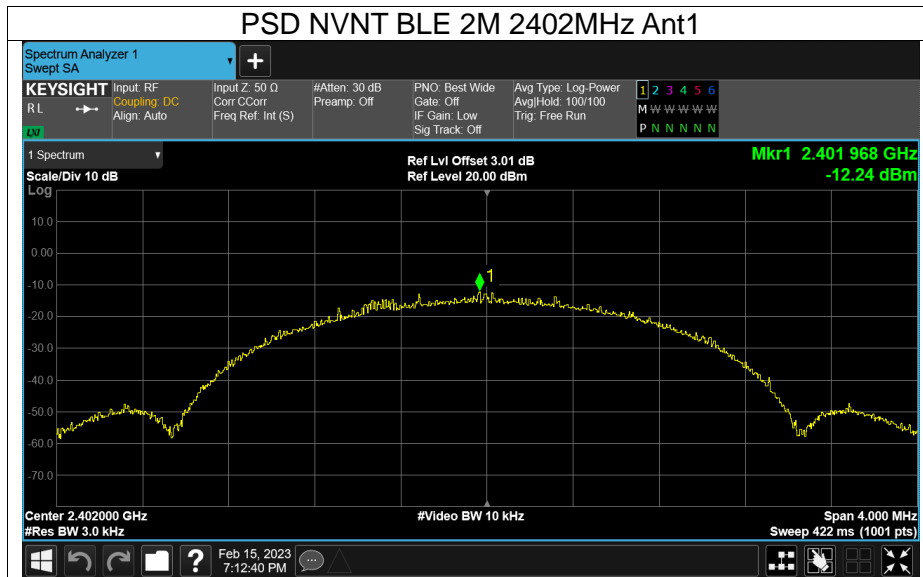 PSD NVNT BLE 2M 2402MHz Ant1
Spectrum Analyzer 1
Swept SA
+
KEYSIGHT
R L
LXI
Input: RF
Coupling: DC
Align: Auto
Input Z: 50 Ω
Corr CCorr
Freq Ref: Int (S)
#Atten: 30 dB
Preamp: Off
PNO: Best Wide
Gate: Off
IF Gain: Low
Sig Track: Off
Avg Type: Log-Power
Avg|Hold: 100/100
Trig: Free Run
1 2 3 4 5 6
M W W W W W
P N N N N N
1 Spectrum
Scale/Div 10 dB
Log
Ref Lvl Offset 3.01 dB
Ref Level 20.00 dBm
Mkr1 2.401 968 GHz
-12.24 dBm
10.0
0.00
-10.0
-20.0
-30.0
-40.0
-50.0
-60.0
-70.0
1
Center 2.402000 GHz
#Res BW 3.0 kHz
#Video BW 10 kHz
Span 4.000 MHz
Sweep 422 ms (1001 pts)
?
Feb 15, 2023
7:12:40 PM